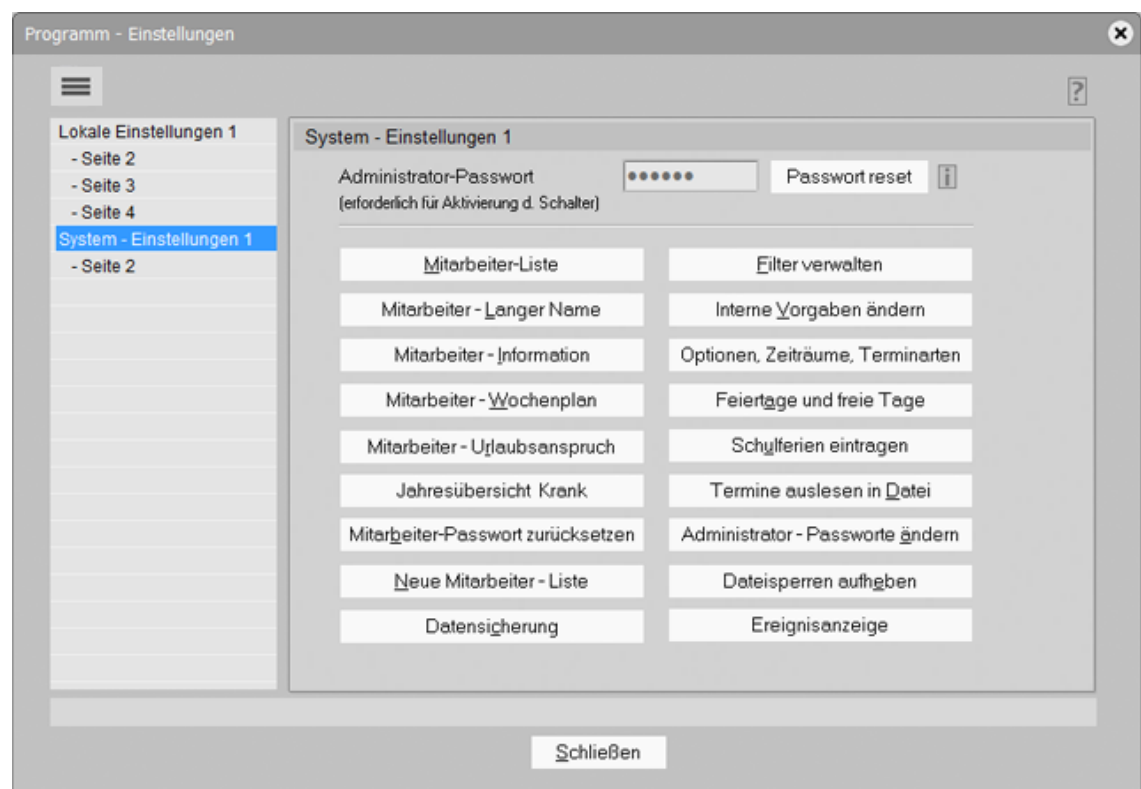 Programm - Einstellungen
?
Lokale Einstellungen 1
- Seite 2
- Seite 3
- Seite 4
System - Einstellungen 1
- Seite 2
System - Einstellungen 1
Administrator-Passwort
●●●●●●
Passwort reset
i
(erforderlich für Aktivierung d. Schalter)
Mitarbeiter-Liste
Filter verwalten
Mitarbeiter - Langer Name
Interne Vorgaben ändern
Mitarbeiter - Information
Optionen, Zeiträume, Terminarten
Mitarbeiter - Wochenplan
Feiertage und freie Tage
Mitarbeiter - Urlaubsanspruch
Schulferien eintragen
Jahresübersicht Krank
Termine auslesen in Datei
Mitarbeiter-Passwort zurücksetzen
Administrator - Passworte ändern
Neue Mitarbeiter - Liste
Dateisperren aufheben
Datensicherung
Ereignisanzeige
Schließen